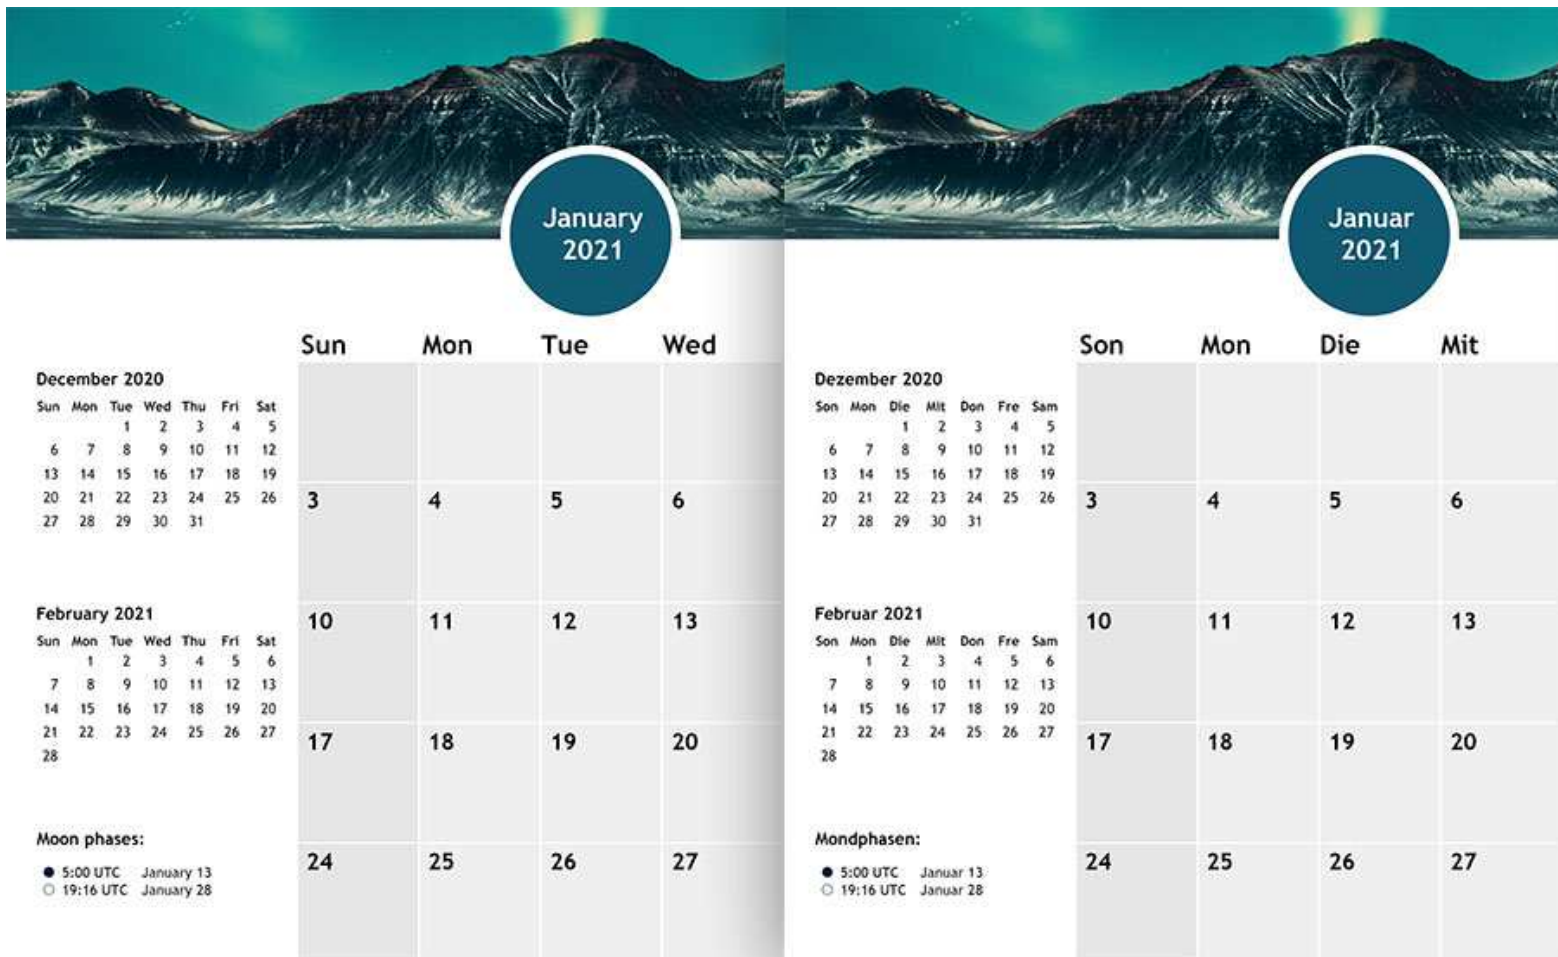 January
2021
Sun Mon Tue Wed
December 2020
Sun Mon Tue Wed Thu Fri Sat
1 2 3 4 5
6 7 8 9 10 11 12
13 14 15 16 17 18 19
20 21 22 23 24 25 26
27 28 29 30 31
February 2021
Sun Mon Tue Wed Thu Fri Sat
1 2 3 4 5 6
7 8 9 10 11 12 13
14 15 16 17 18 19 20
21 22 23 24 25 26 27
28
Moon phases:
5:00 UTC January 13
19:16 UTC January 28
3 4 5 6
10 11 12 13
17 18 19 20
24 25 26 27
Januar
2021
Son Mon Die Mit
Dezember 2020
Son Mon Die Mit Don Fre Sam
1 2 3 4 5
6 7 8 9 10 11 12
13 14 15 16 17 18 19
20 21 22 23 24 25 26
27 28 29 30 31
Februar 2021
Son Mon Die Mit Don Fre Sam
1 2 3 4 5 6
7 8 9 10 11 12 13
14 15 16 17 18 19 20
21 22 23 24 25 26 27
28
Mondphasen:
5:00 UTC Januar 13
19:16 UTC Januar 28
3 4 5 6
10 11 12 13
17 18 19 20
24 25 26 27